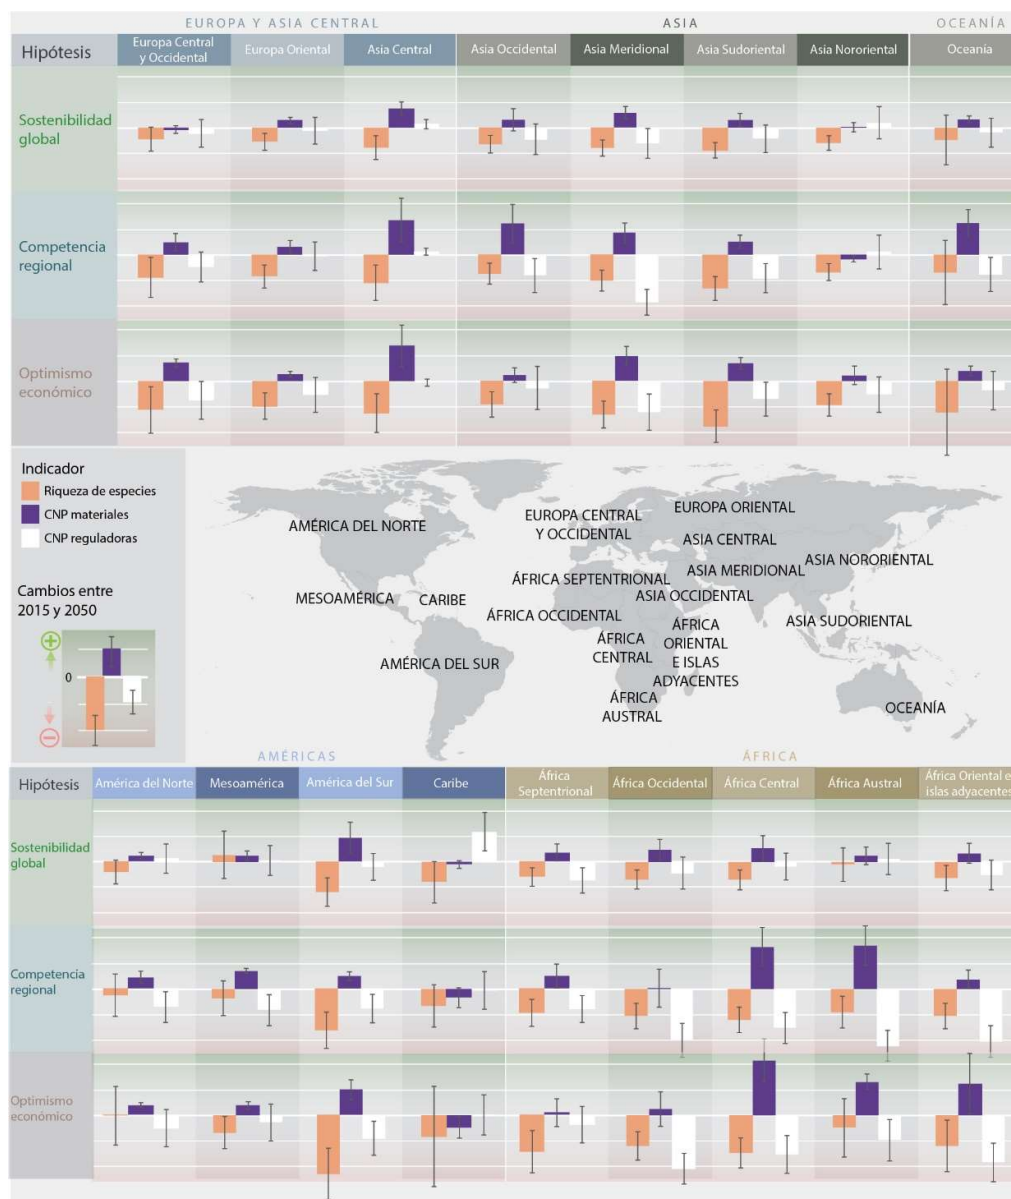 EUROPA Y ASIA CENTRAL
ASIA
OCEANÍA
Hipótesis
Europa Central
y Occidental
Europa Oriental
Asia Central
Asia Occidental
Asia Meridional
Asia Sudoriental
Asia Nororiental
Oceanía
Sostenibilidad
global
Competencia
regional
Optimismo
económico
Indicador
Riqueza de especies
CNP materiales
CNP reguladoras
Cambios entre
2015 y 2050
0
AMÉRICA DEL NORTE
EUROPA CENTRAL
Y OCCIDENTAL
EUROPA ORIENTAL
ASIA CENTRAL
ASIA NORORIENTAL
ASIA MERIDIONAL
ÁFRICA SEPTENTRIONAL
ASIA OCCIDENTAL
MESOAMÉRICA
CARIBE
ÁFRICA OCCIDENTAL
ASIA SUDORIENTAL
ÁFRICA
CENTRAL
ÁFRICA
ORIENTAL
E ISLAS
ADYACENTES
AMÉRICA DEL SUR
ÁFRICA
AUSTRAL
OCEANÍA
AMÉRICAS
ÁFRICA
Hipótesis
América del Norte
Mesoamérica
América del Sur
Caribe
África
Septentrional
África Occidental
África Central
África Austral
África Oriental e
islas adyacentes
Sostenibilidad
global
Competencia
regional
Optimismo
económico